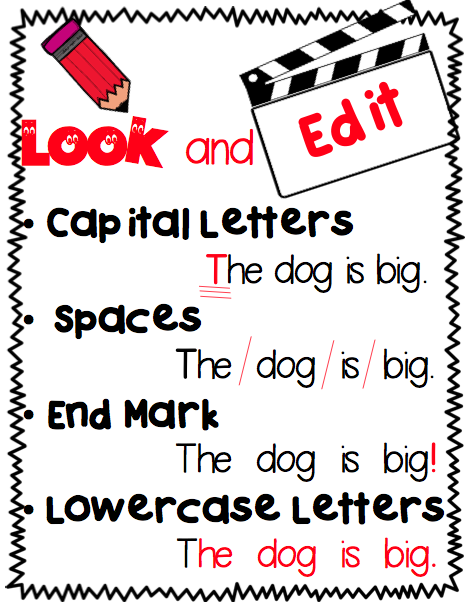 Look and Edit
• Capital Letters
The dog is big.
• Spaces
The/dog/is/big.
• End Mark
The dog is big!
• Lowercase Letters
The dog is big.